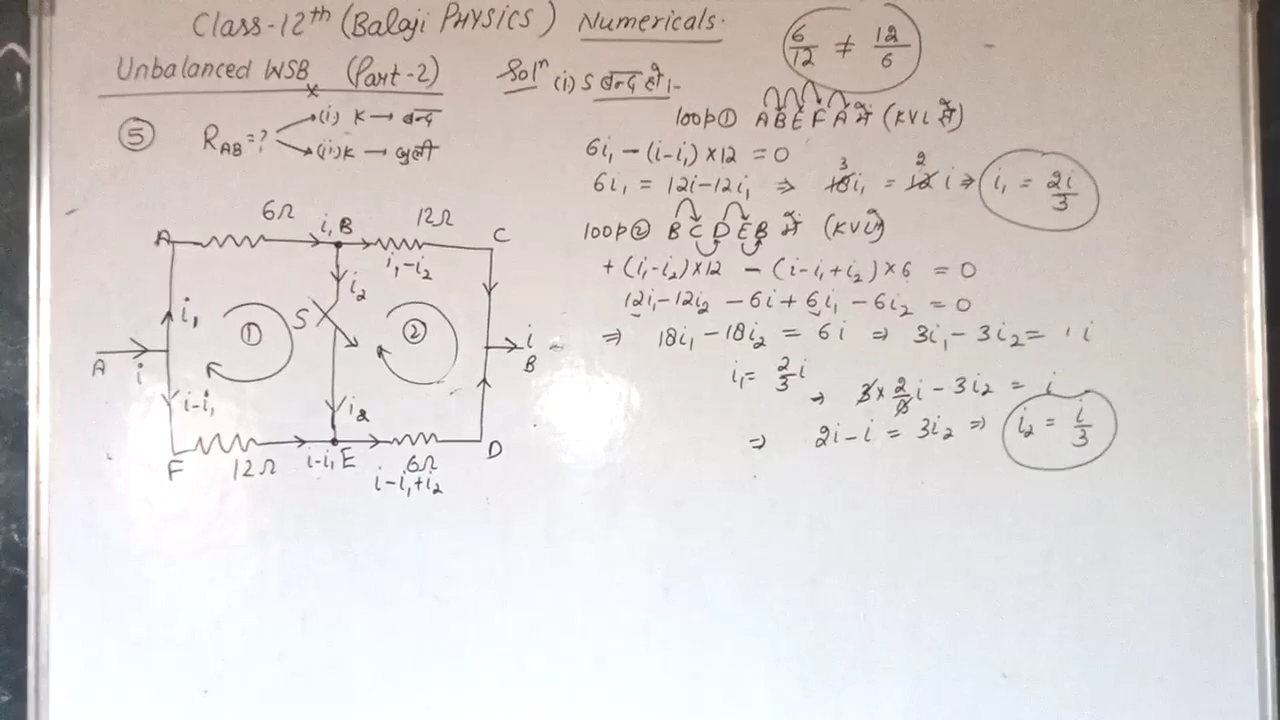 Class-12th (Balaji PHYSICS) Numericals.
6/12 ≠ 12/6
UNBALANCED WSB (Part-2)
Solⁿ (i) S बन्द हो।-
⑤ R_AB = ? (i) K → बन्द
(ii) K → खुली
loop① ABEFA में (KVL से)
6i₁ - (i-i₁)×12 = 0
6i₁ = 12i-12i₁ ⇒ 18i₁ = 12i ⇒ i₁ = 2i/3
3 2
loop② BCDEB में (KVL से)
+(i₁-i₂)×12 - (i-i₁+i₂)×6 = 0
12i₁-12i₂ - 6i + 6i₁ - 6i₂ = 0
⇒ 18i₁ - 18i₂ = 6i ⇒ 3i₁ - 3i₂ = i
i₁ = 2/3 i
→ 3×2/3 i - 3i₂ = i
⇒ 2i - i = 3i₂ ⇒ i₂ = i/3
6Ω 12Ω
A i₁ B C
i₁-i₂
i₂
i₁ S
① ②
A i
i B
i-i₁
i₂
F 12Ω i-i₁ E 6Ω D
i-i₁+i₂